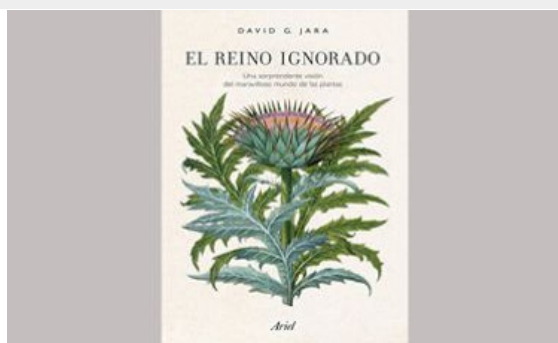 DAVID G. JARA
EL REINO IGNORADO
Una sorprendente visión
del maravilloso mundo de las plantas
Ariel